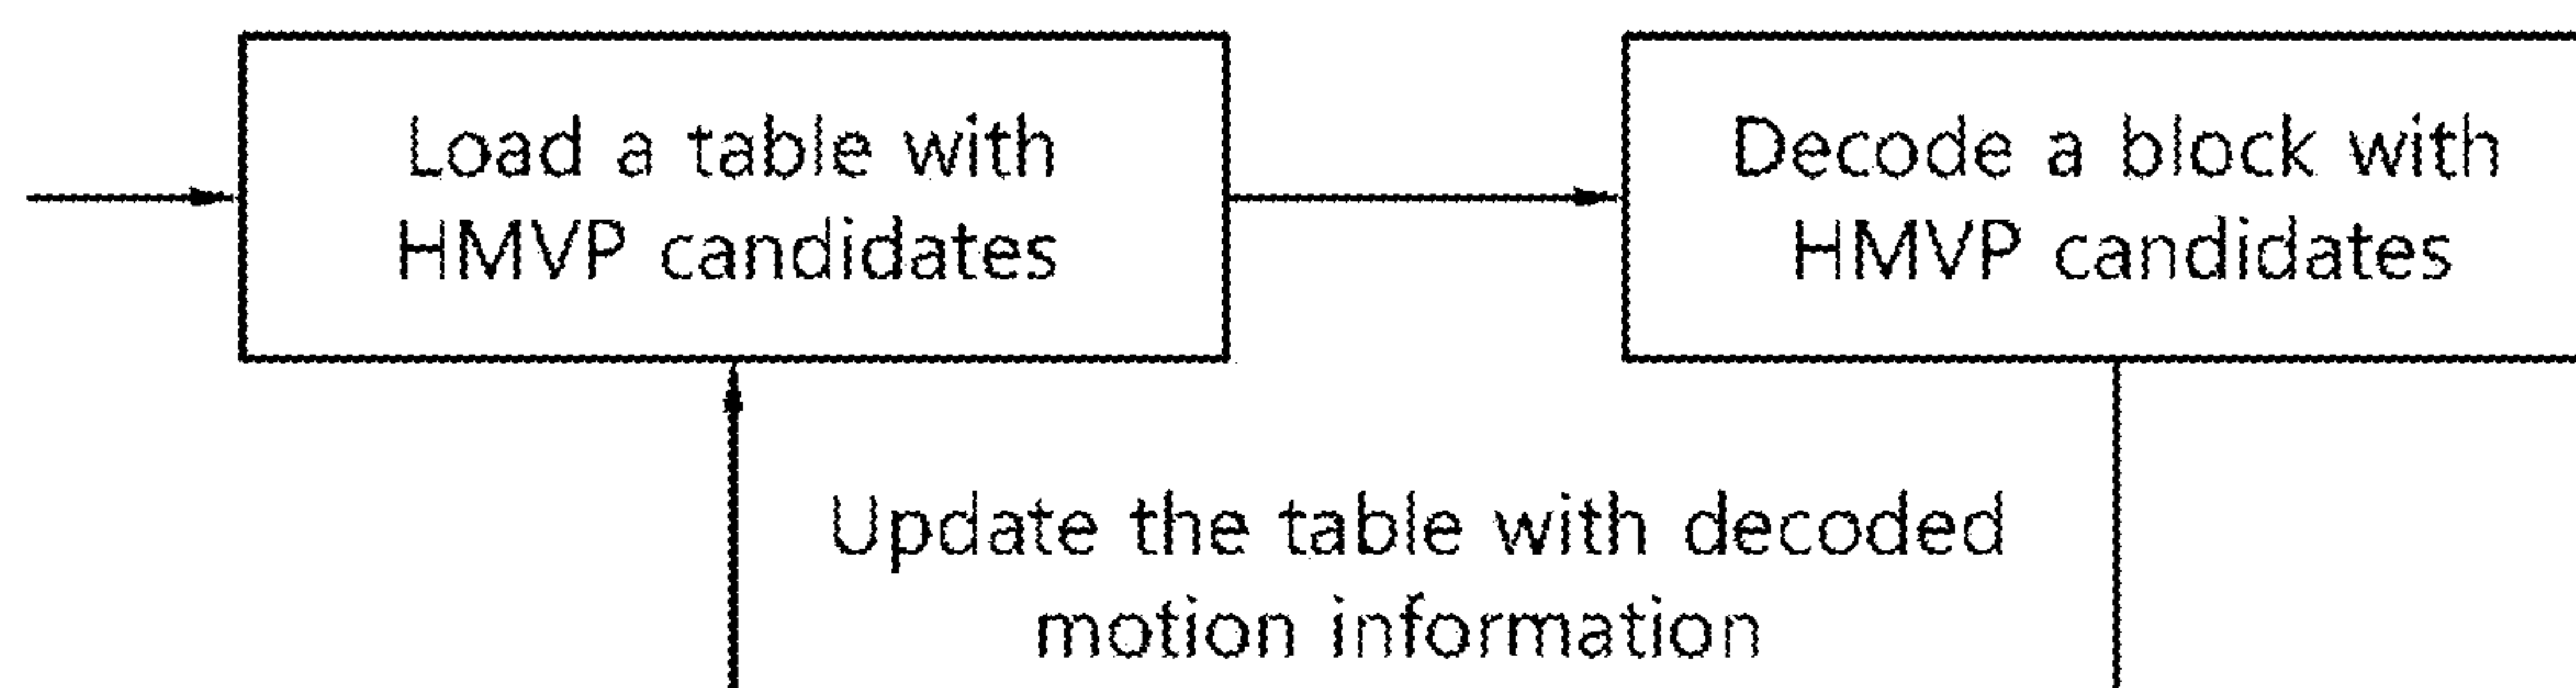 Load a table with
HMVP candidates
Decode a block with
HMVP candidates
Update the table with decoded
motion information